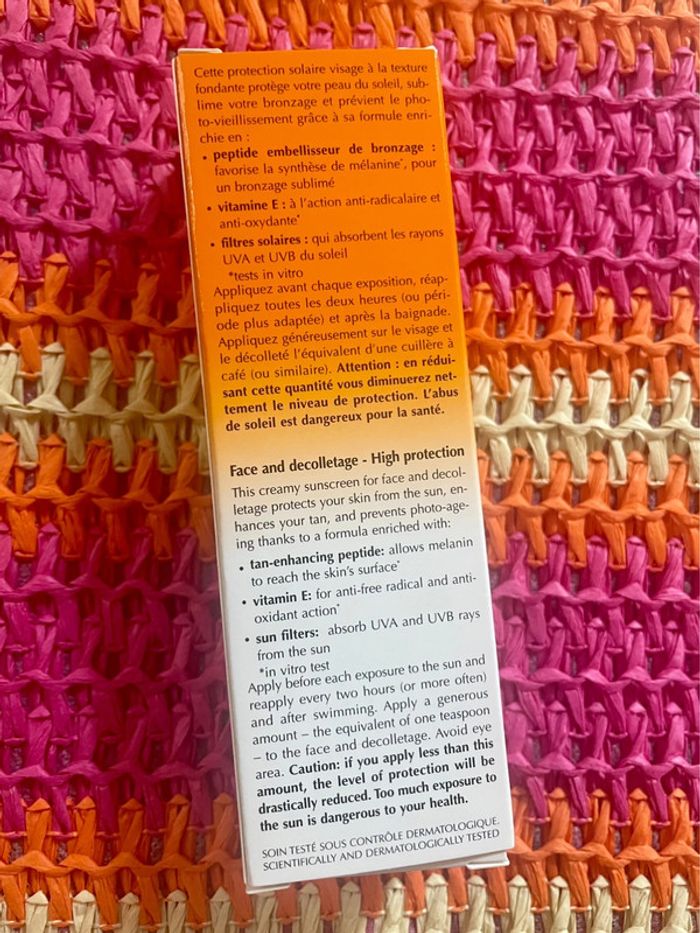 Cette protection solaire visage à la texture
fondante protège votre peau du soleil, sub-
lime votre bronzage et prévient le pho-
to-vieillissement grâce à sa formule enri-
chie en :
• peptide embellisseur de bronzage :
favorise la synthèse de mélanine*, pour
un bronzage sublimé
• vitamine E : à l'action anti-radicalaire et
anti-oxydante*
• filtres solaires : qui absorbent les rayons
UVA et UVB du soleil
*tests in vitro
Appliquez avant chaque exposition, réap-
pliquez toutes les deux heures (ou péri-
ode plus adaptée) et après la baignade.
Appliquez généreusement sur le visage et
le décolleté l'équivalent d'une cuillère à
café (ou similaire). Attention : en rédui-
sant cette quantité vous diminuerez net-
tement le niveau de protection. L'abus
de soleil est dangereux pour la santé.
Face and decolletage - High protection
This creamy sunscreen for face and decol-
letage protects your skin from the sun, en-
hances your tan, and prevents photo-age-
ing thanks to a formula enriched with:
• tan-enhancing peptide: allows melanin
to reach the skin's surface*
• vitamin E: for anti-free radical and anti-
oxidant action*
• sun filters: absorb UVA and UVB rays
from the sun
*in vitro test
Apply before each exposure to the sun and
reapply every two hours (or more often)
and after swimming. Apply a generous
amount – the equivalent of one teaspoon
– to the face and decolletage. Avoid eye
area. Caution: if you apply less than this
amount, the level of protection will be
drastically reduced. Too much exposure to
the sun is dangerous to your health.
SOIN TESTÉ SOUS CONTRÔLE DERMATOLOGIQUE.
SCIENTIFICALLY AND DERMATOLOGICALLY TESTED